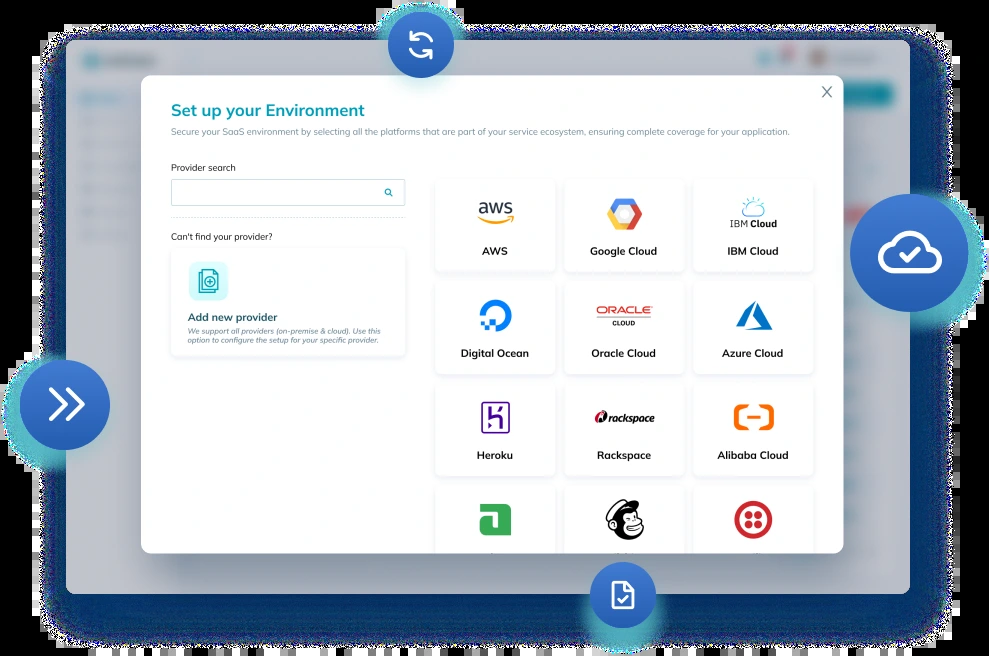 Set up your Environment
Secure your SaaS environment by selecting all the platforms that are part of your service ecosystem, ensuring complete coverage for your application.
Provider search
Can't find your provider?
Add new provider
We support all providers (on-premise & cloud). Use this
option to configure the setup for your specific provider.
aws
AWS
Google Cloud
IBM Cloud
IBM Cloud
Digital Ocean
ORACLE
CLOUD
Oracle Cloud
Azure Cloud
Heroku
rackspace
Rackspace
Alibaba Cloud